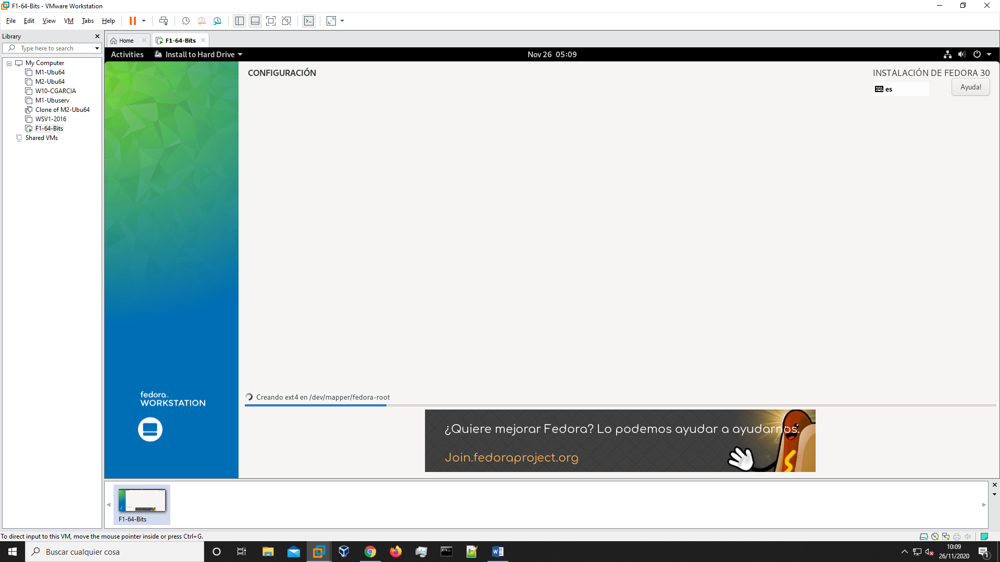 F1-64-Bits - VMware Workstation
File Edit View VM Tabs Help
Library
Type here to search
My Computer
M1-Ubu64
M2-Ubu64
W10-CGARCIA
M1-Ubuserv
Clone of M2-Ubu64
WSV1-2016
F1-64-Bits
Shared VMs
Home
F1-64-Bits
Activities
Install to Hard Drive
Nov 26 05:09
CONFIGURACIÓN
INSTALACIÓN DE FEDORA 30
es
Ayuda!
fedora
WORKSTATION
Creando ext4 en /dev/mapper/fedora-root
¿Quiere mejorar Fedora? Lo podemos ayudar a ayudarnos.
Join.fedoraproject.org
F1-64-Bits
To direct input to this VM, move the mouse pointer inside or press Ctrl+G.
Buscar cualquier cosa
10:09
26/11/2020
1